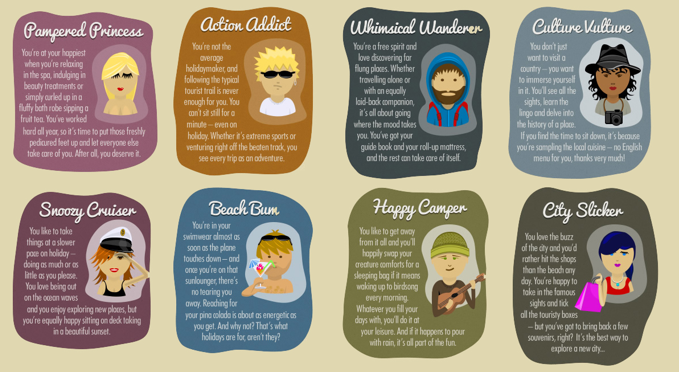 Pampered Princess
You're at your happiest
when you're relaxing
in the spa, indulging in
beauty treatments or
simply curled up in a
fluffy bath robe sipping a
fruit tea. You've worked
hard all year, so it's time to put those freshly
pedicured feet up and let everyone else
take care of you. After all, you deserve it.
Action Addict
You're not the
average
holidaymaker, and
following the typical
tourist trail is never
enough for you. You
can't sit still for a
minute – even on
holiday. Whether it's extreme sports or
venturing right off the beaten track, you
see every trip as an adventure.
Whimsical Wanderer
You're a free spirit and
love discovering far
flung places. Whether
travelling alone or
with an equally
laid-back companion,
it's all about going
where the mood takes
you. You've got your
guide book and your roll-up mattress,
and the rest can take care of itself.
Culture Vulture
You don't just
want to visit a
country – you want
to immerse yourself
in it. You'll see all the
sights, learn the
lingo and delve into
the history of a place.
If you find the time to sit down, it's because
you're sampling the local cuisine – no English
menu for you, thanks very much!
Snoozy Cruiser
You like to take
things at a slower
pace on holiday –
doing as much or as
little as you please.
You love being out
on the ocean waves
and you enjoy exploring new places, but
you're equally happy sitting on deck taking
in a beautiful sunset.
Beach Bum
You're in your
swimwear almost as
soon as the plane
touches down – and
once you're on that
sunlounger, there's
no tearing you
away. Reaching for
your pina colada is about as energetic as
you get. And why not? That's what
holidays are for, aren't they?
Happy Camper
You like to get away
from it all and you'll
happily swap your
creature comforts for a
sleeping bag if it means
waking up to birdsong
every morning.
Whatever you fill your
days with, you'll do it at
your leisure. And if it happens to pour
with rain, it's all part of the fun.
City Slicker
You love the buzz
of the city and you'd
rather hit the shops
than the beach any
day. You're happy to
take in the famous
sights and tick
all the touristy boxes
– but you've got to bring back a few
souvenirs, right? It's the best way to
explore a new city...